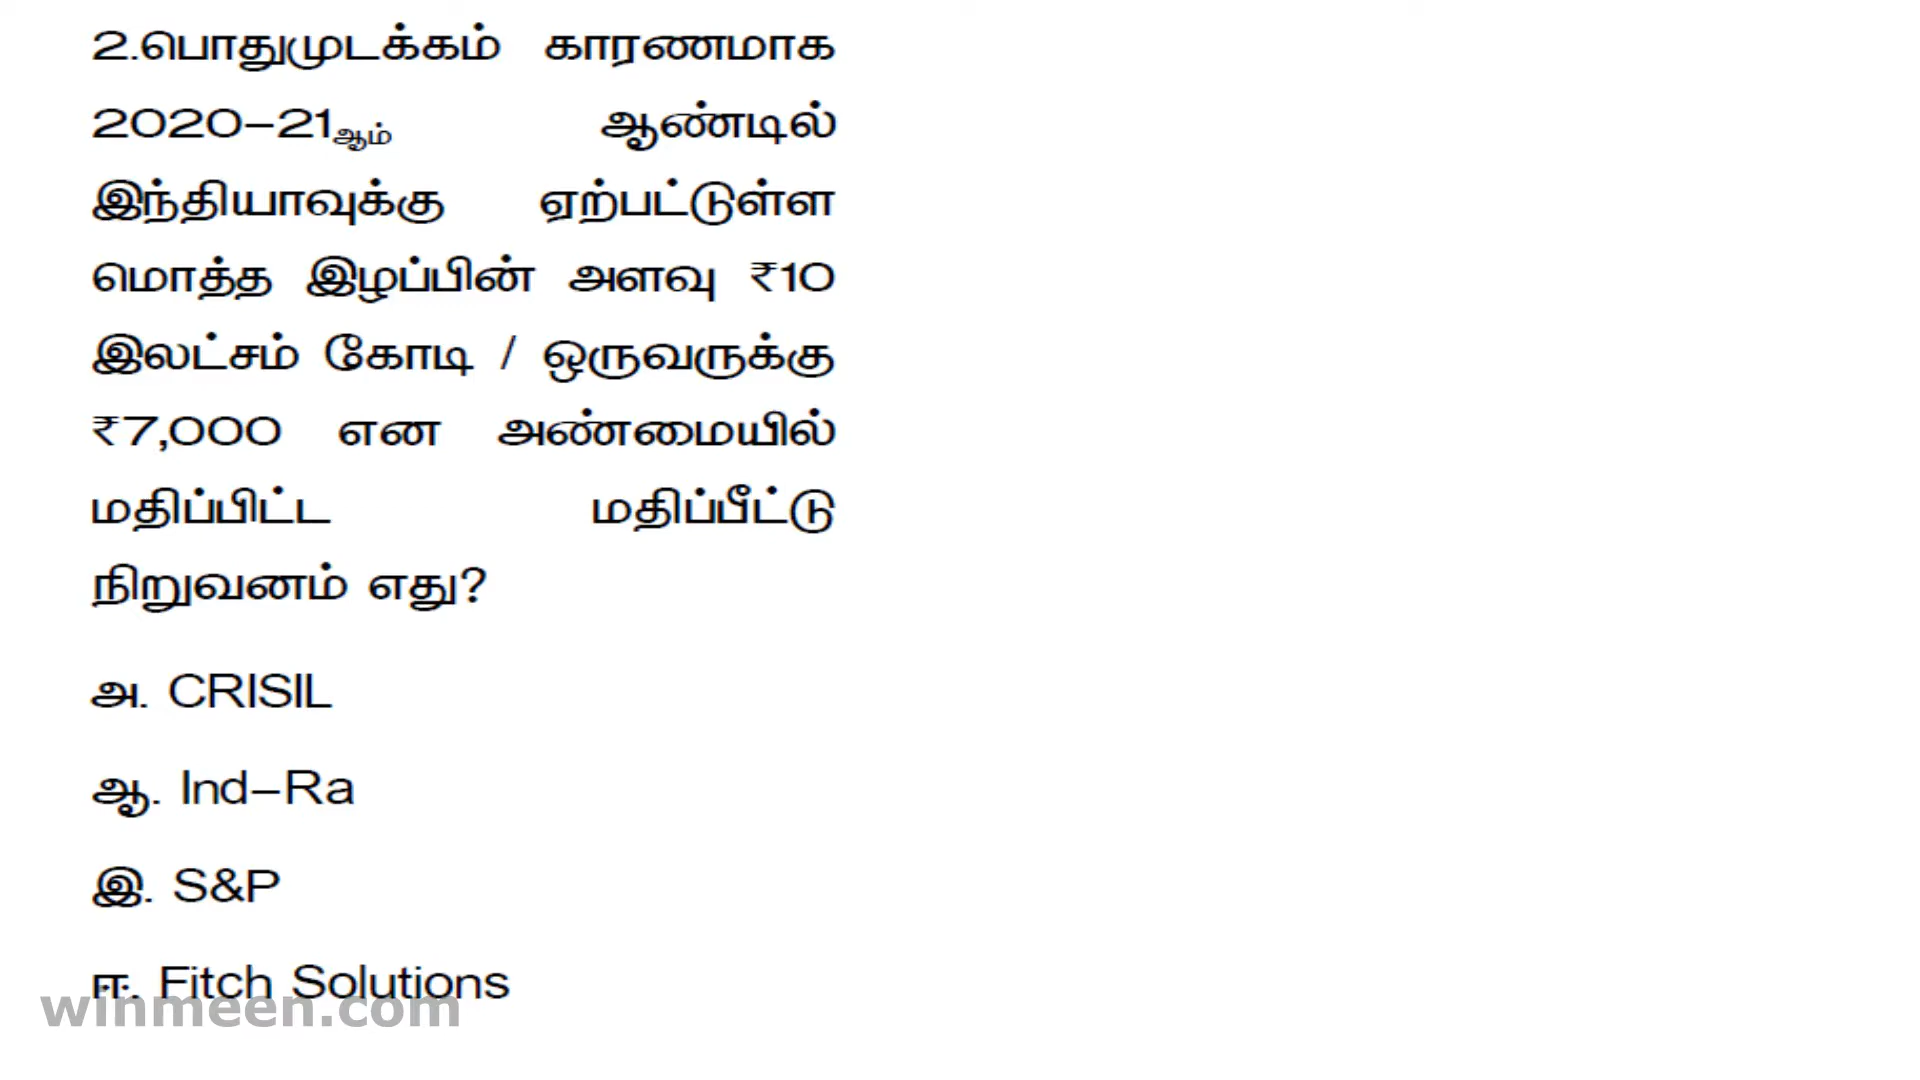 2.பொதுமுடக்கம் காரணமாக
2020-21ஆம் ஆண்டில்
இந்தியாவுக்கு ஏற்பட்டுள்ள
மொத்த இழப்பின் அளவு ₹10
இலட்சம் கோடி / ஒருவருக்கு
₹7,000 என அண்மையில்
மதிப்பிட்ட மதிப்பீட்டு
நிறுவனம் எது?
அ. CRISIL
ஆ. Ind-Ra
இ. S&P
ஈ. Fitch Solutions
winmeen.com